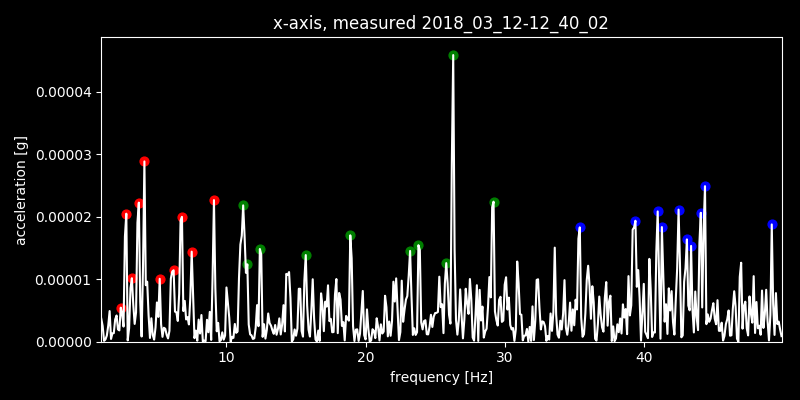 x-axis, measured 2018_03_12-12_40_02
acceleration [g]
0.00004
0.00003
0.00002
0.00001
0.00000
10 20 30 40
frequency [Hz]